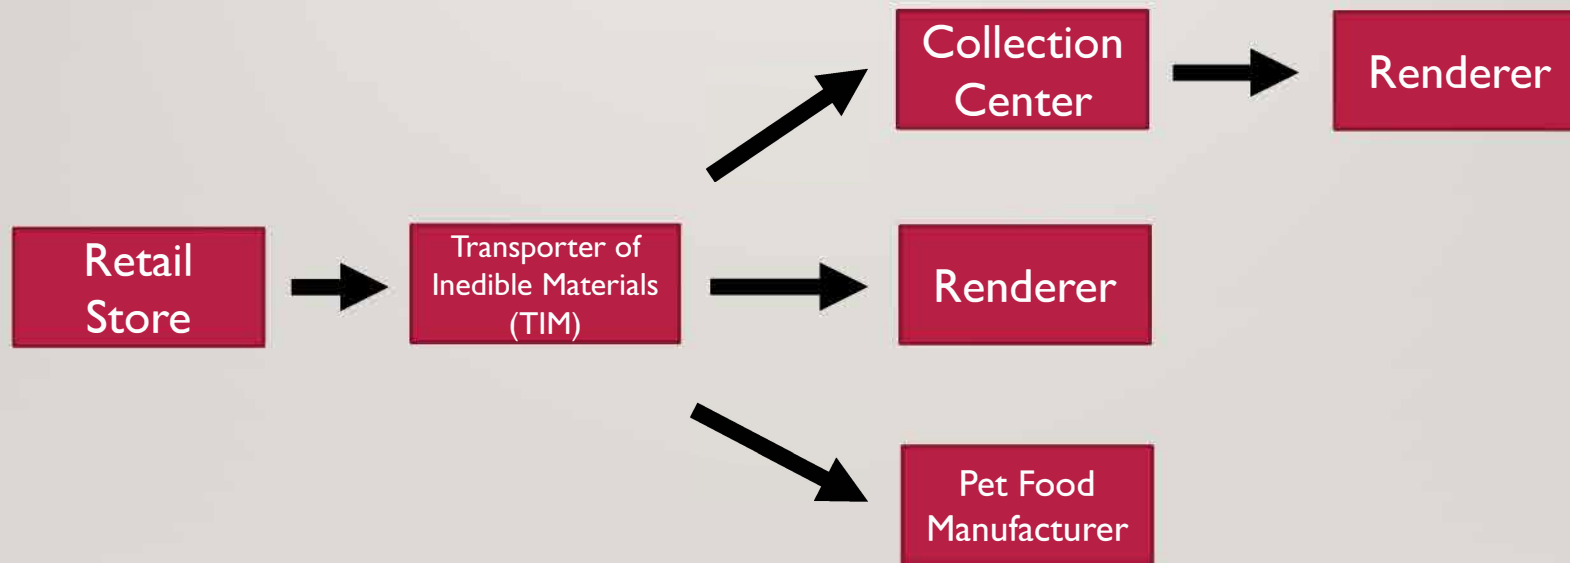 Collection
Center
Renderer
Retail
Store
Transporter of
Inedible Materials
(TIM)
Renderer
Pet Food
Manufacturer